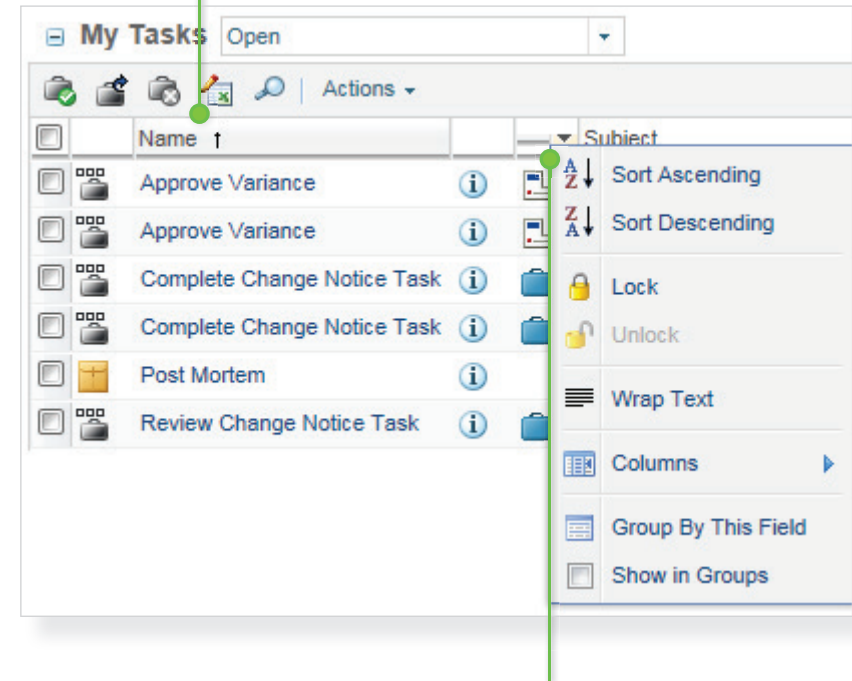 My Tasks Open
Actions
Name ↑ Subject
Approve Variance
Approve Variance
Complete Change Notice Task
Complete Change Notice Task
Post Mortem
Review Change Notice Task
Sort Ascending
Sort Descending
Lock
Unlock
Wrap Text
Columns
Group By This Field
Show in Groups